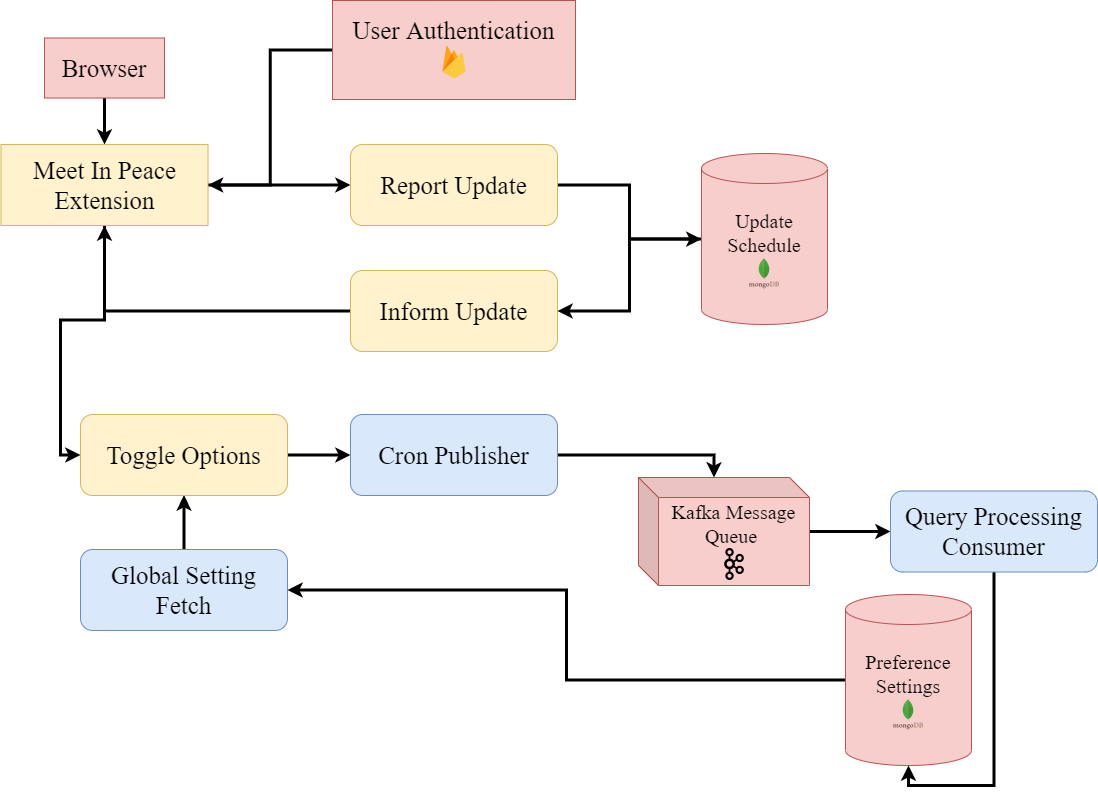 User Authentication
Browser
Meet In Peace
Extension
Report Update
Update
Schedule
mongoDB
Inform Update
Toggle Options
Cron Publisher
Kafka Message
Queue
Query Processing
Consumer
Global Setting
Fetch
Preference
Settings
mongoDB